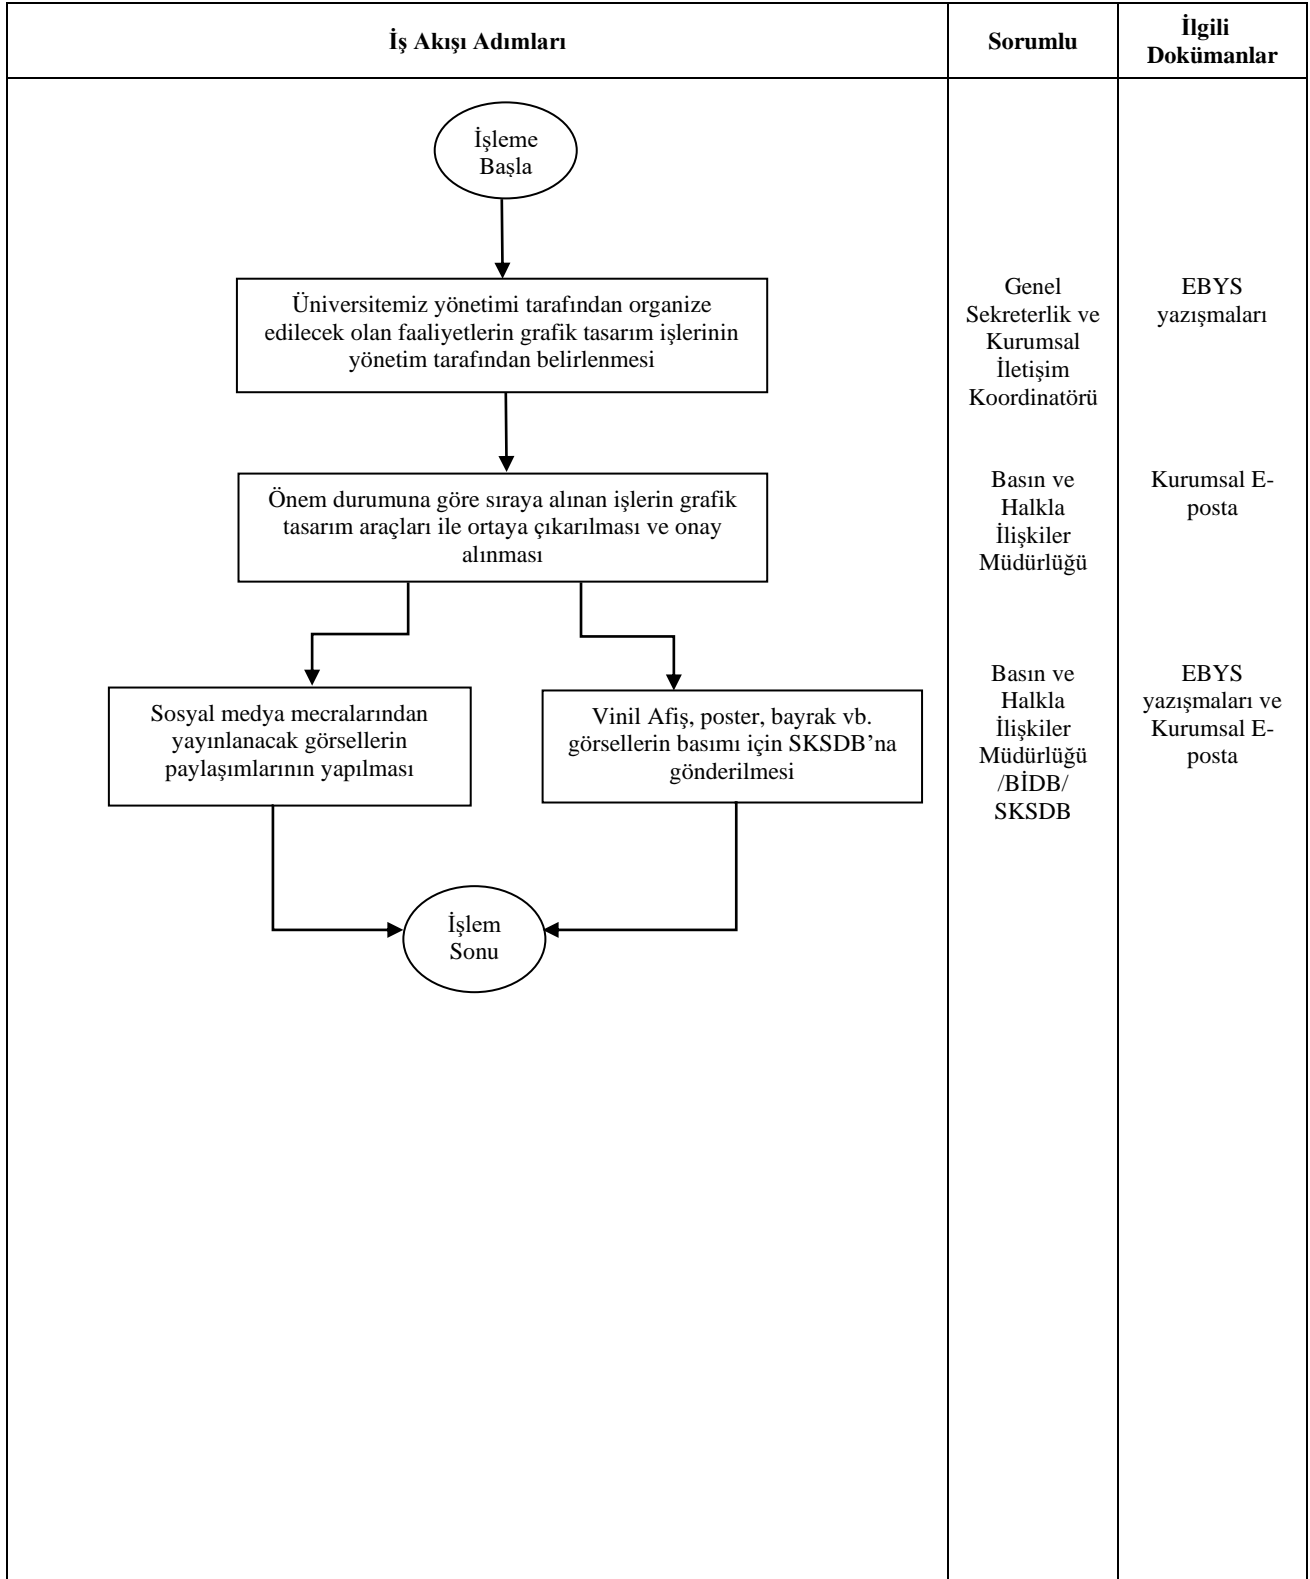 İş Akışı Adımları
Sorumlu
İlgili
Dokümanlar
İşleme
Başla
Üniversitemiz yönetimi tarafından organize
edilecek olan faaliyetlerin grafik tasarım işlerinin
yönetim tarafından belirlenmesi
Genel
Sekreterlik ve
Kurumsal
İletişim
Koordinatörü
EBYS
yazışmaları
Önem durumuna göre sıraya alınan işlerin grafik
tasarım araçları ile ortaya çıkarılması ve onay
alınması
Basın ve
Halkla
İlişkiler
Müdürlüğü
Kurumsal E-
posta
Sosyal medya mecralarından
yayınlanacak görsellerin
paylaşımlarının yapılması
Vinil Afiş, poster, bayrak vb.
görsellerin basımı için SKSDB’na
gönderilmesi
Basın ve
Halkla
İlişkiler
Müdürlüğü
/BİDB/
SKSDB
EBYS
yazışmaları ve
Kurumsal E-
posta
İşlem
Sonu